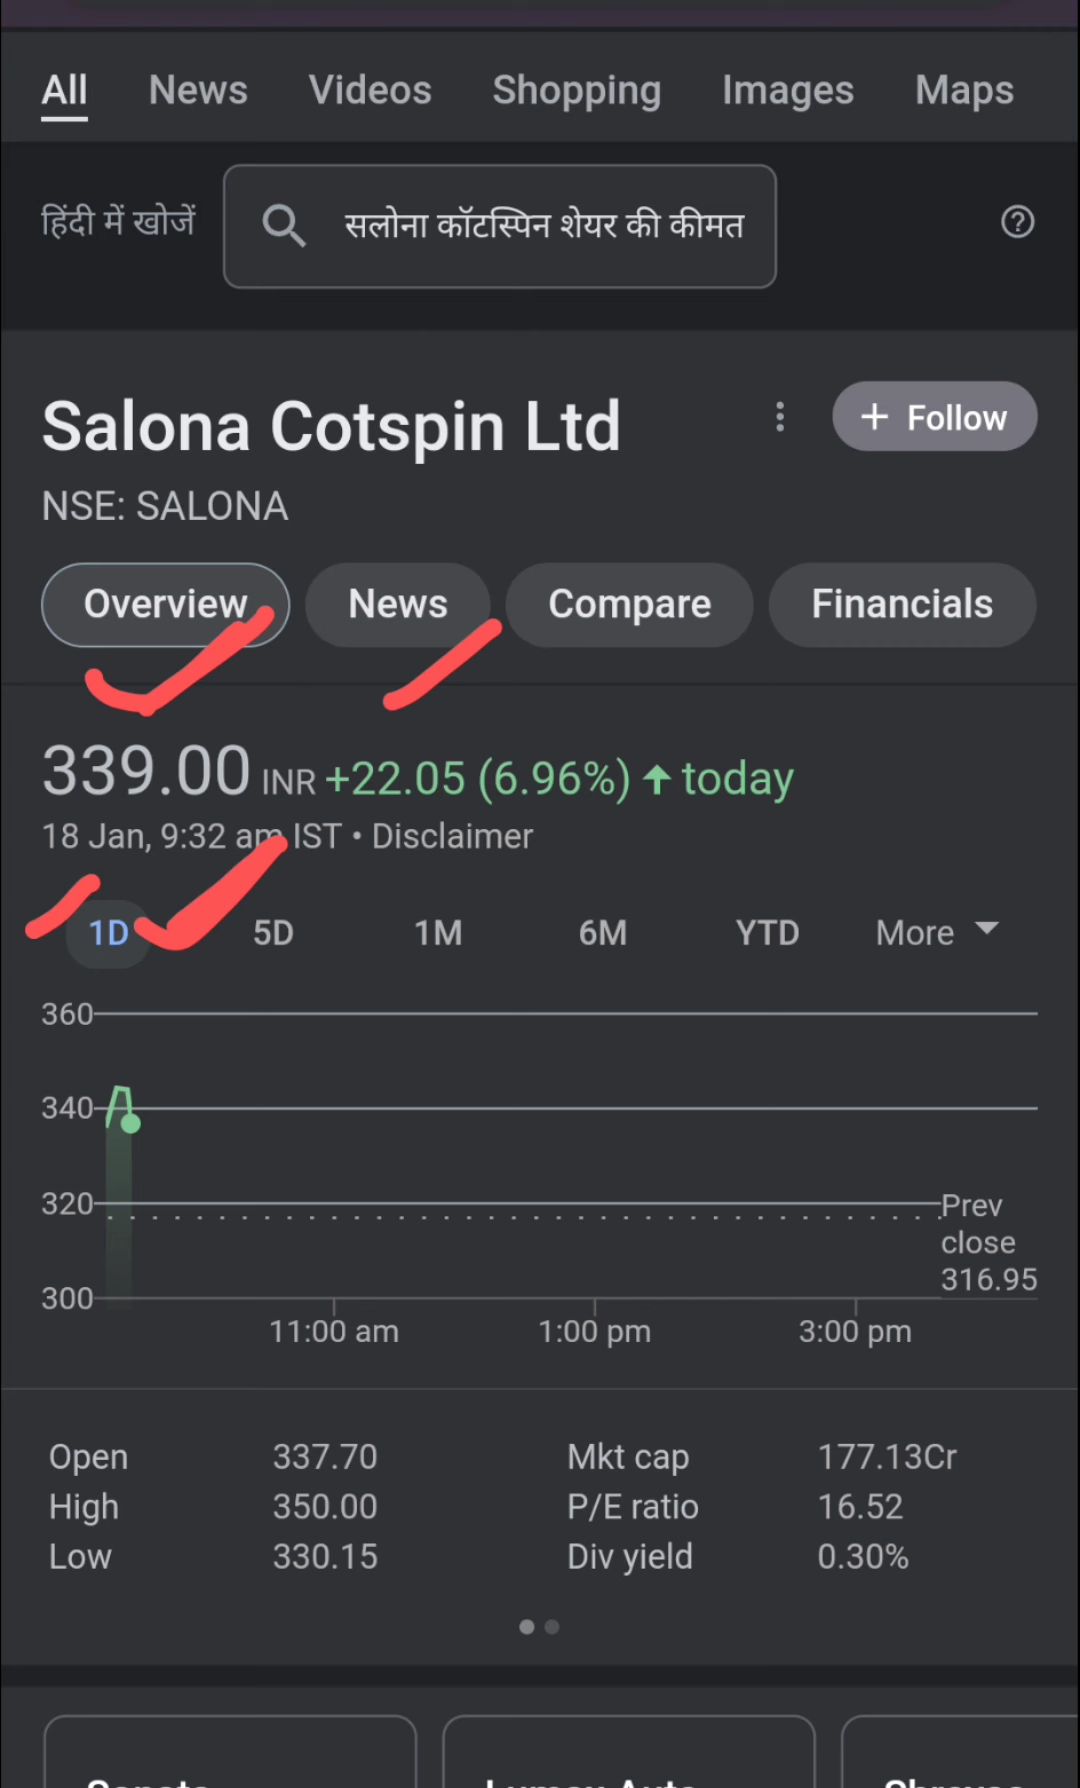 All News Videos Shopping Images Maps
हिंदी में खोजें सलोना कॉटस्पिन शेयर की कीमत
Salona Cotspin Ltd + Follow
NSE: SALONA
Overview News Compare Financials
339.00 INR +22.05 (6.96%) ↑ today
18 Jan, 9:32 am IST • Disclaimer
1D 5D 1M 6M YTD More
360
340
320
Prev
close
316.95
300
11:00 am 1:00 pm 3:00 pm
Open 337.70 Mkt cap 177.13Cr
High 350.00 P/E ratio 16.52
Low 330.15 Div yield 0.30%